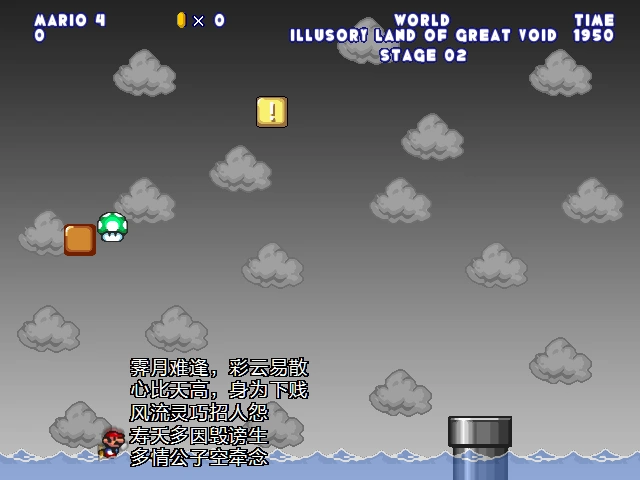 MARIO 4
0
× 0
WORLD
ILLUSORY LAND OF GREAT VOID
STAGE 02
TIME
1950
!
霁月难逢，彩云易散
心比天高，身为下贱
风流灵巧招人怨
寿夭多因毁谤生
多情公子空牵念